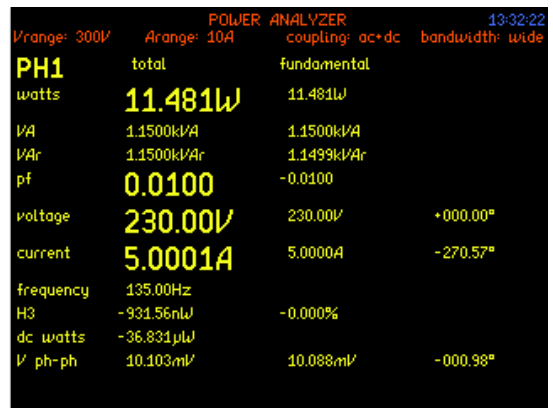 POWER ANALYZER 13:32:22
Vrange: 300V Arange: 10A coupling: ac+dc bandwidth: wide
PH1 total fundamental
watts 11.481W 11.481W
VA 1.1500kVA 1.1500kVA
VAr 1.1500kVAr 1.1499kVAr
pf 0.0100 -0.0100
voltage 230.00V 230.00V +000.00°
current 5.0001A 5.0000A -270.57°
frequency 135.00Hz
H3 -931.56nW -0.000%
dc watts -36.831µW
V ph-ph 10.103mV 10.088mV -000.98°